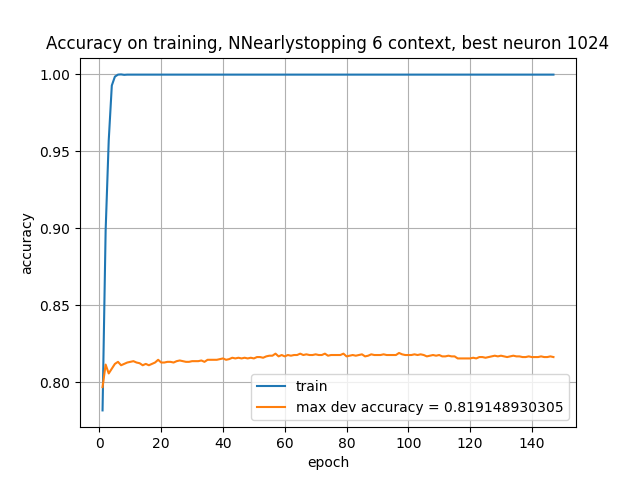 Accuracy on training, NNearlystopping 6 context, best neuron 1024
1.00
0.95
0.90
0.85
0.80
accuracy
train
max dev accuracy = 0.819148930305
0 20 40 60 80 100 120 140
epoch